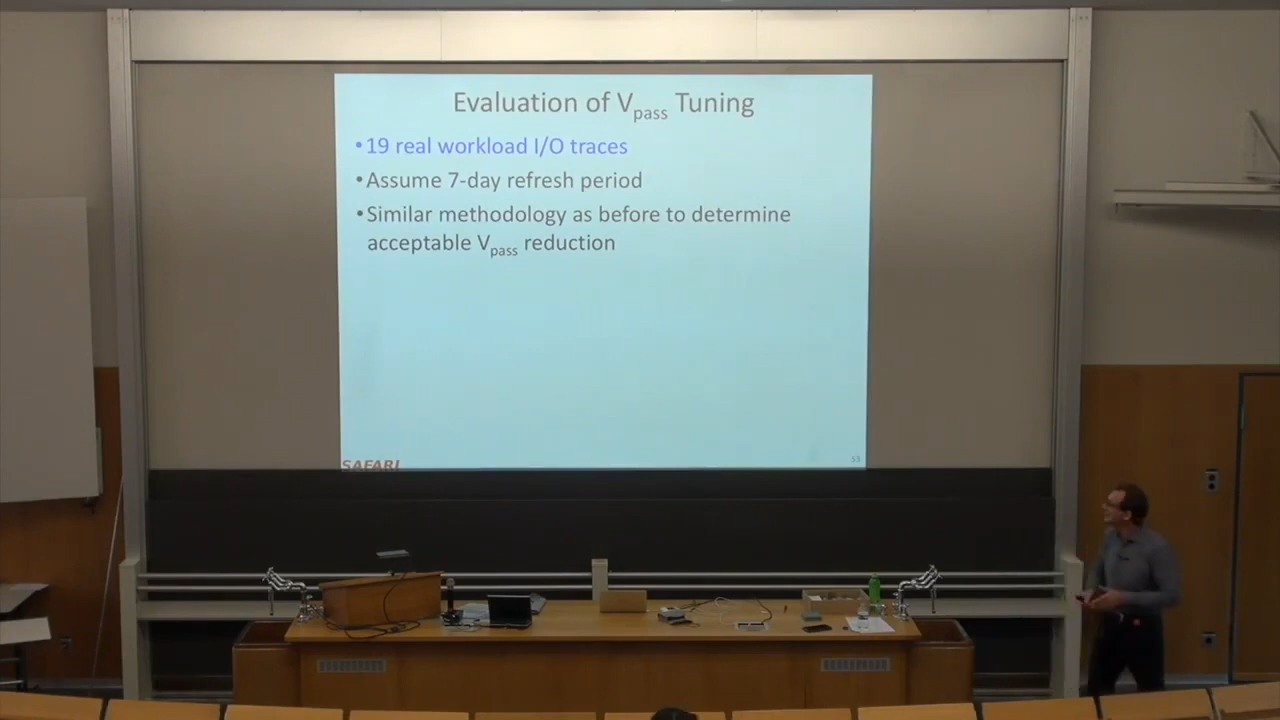 Evaluation of Vpass Tuning
•19 real workload I/O traces
•Assume 7-day refresh period
•Similar methodology as before to determine
acceptable Vpass reduction
SAFARI
53